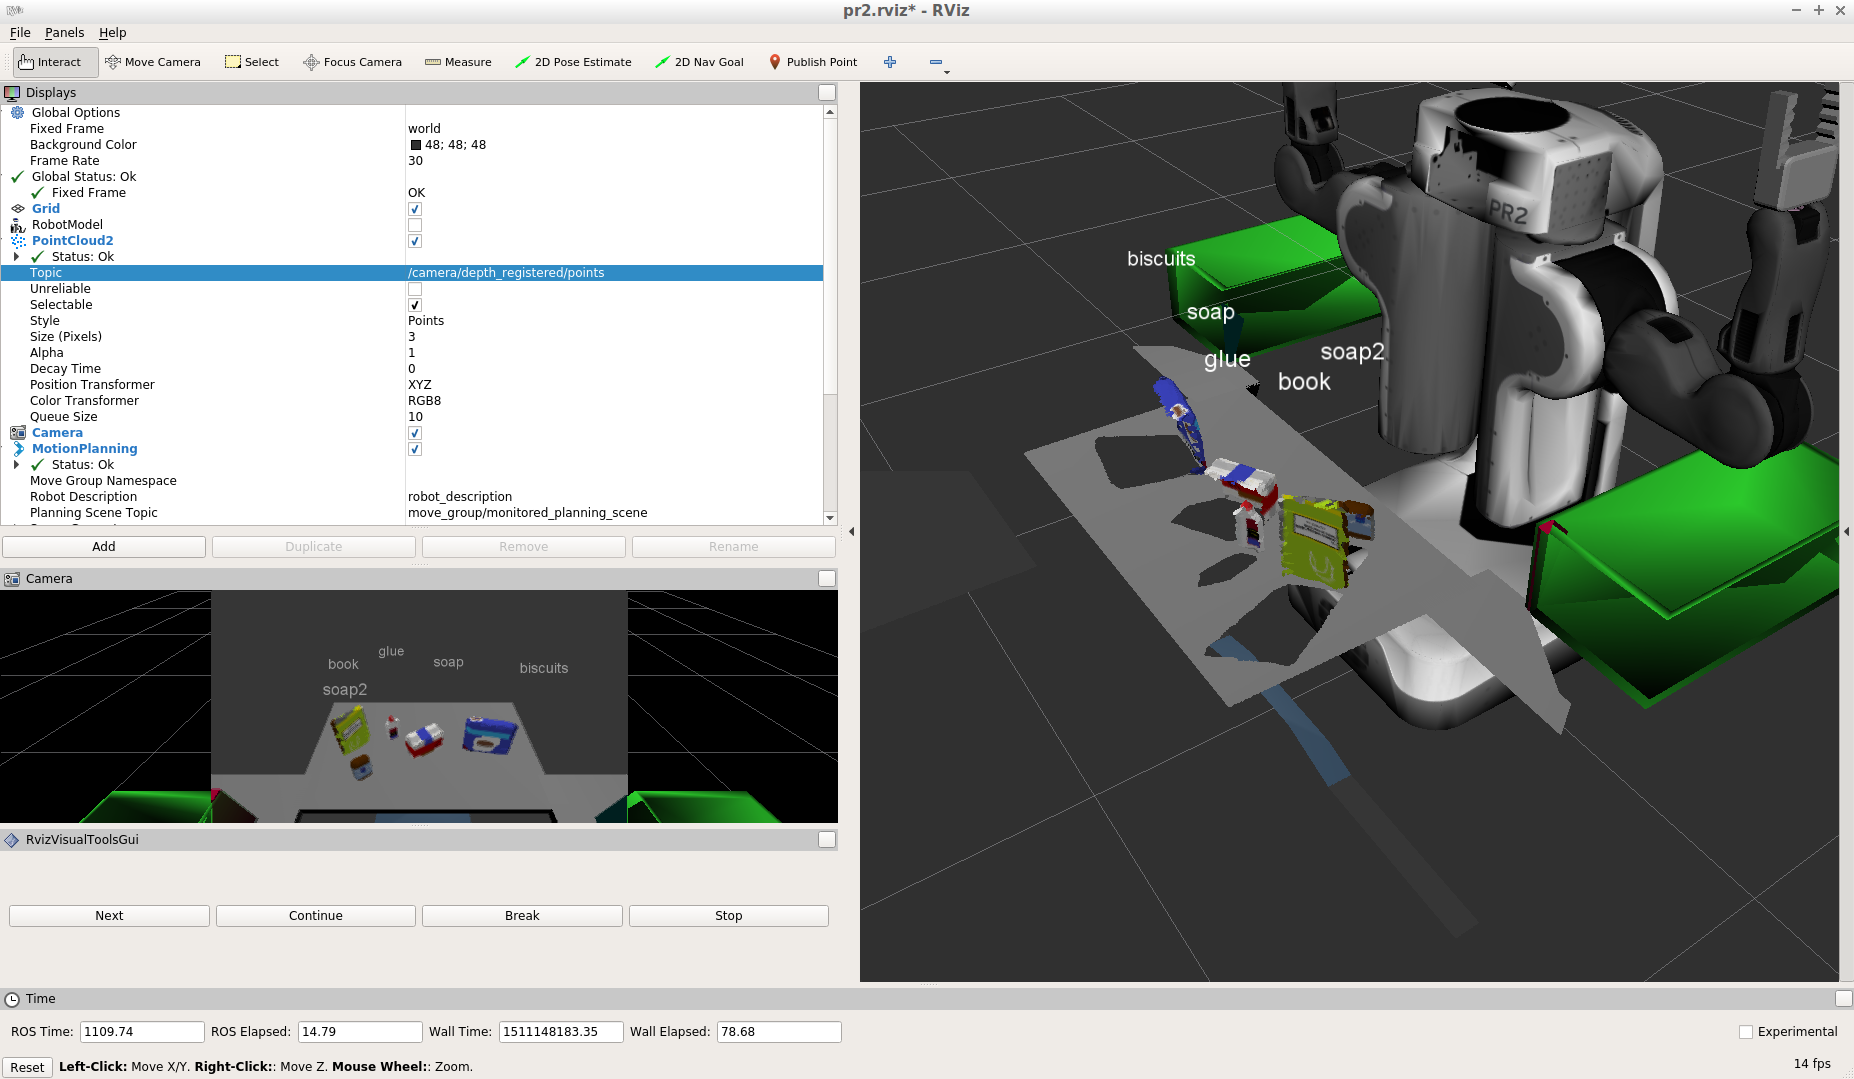 RViz
pr2.rviz* - RViz
File Panels Help
Interact Move Camera Select Focus Camera Measure 2D Pose Estimate 2D Nav Goal Publish Point
Displays
Global Options
Fixed Frame world
Background Color 48; 48; 48
Frame Rate 30
Global Status: Ok
Fixed Frame OK
Grid
RobotModel
PointCloud2
Status: Ok
Topic /camera/depth_registered/points
Unreliable
Selectable
Style Points
Size (Pixels) 3
Alpha 1
Decay Time 0
Position Transformer XYZ
Color Transformer RGB8
Queue Size 10
Camera
MotionPlanning
Status: Ok
Move Group Namespace
Robot Description robot_description
Planning Scene Topic move_group/monitored_planning_scene
Add Duplicate Remove Rename
Camera
glue
book soap biscuits
soap2
RvizVisualToolsGui
Next Continue Break Stop
PR2
biscuits
soap
glue soap2
book
Time
ROS Time: 1109.74 ROS Elapsed: 14.79 Wall Time: 1511148183.35 Wall Elapsed: 78.68 Experimental
Reset Left-Click: Move X/Y. Right-Click:: Move Z. Mouse Wheel:: Zoom. 14 fps